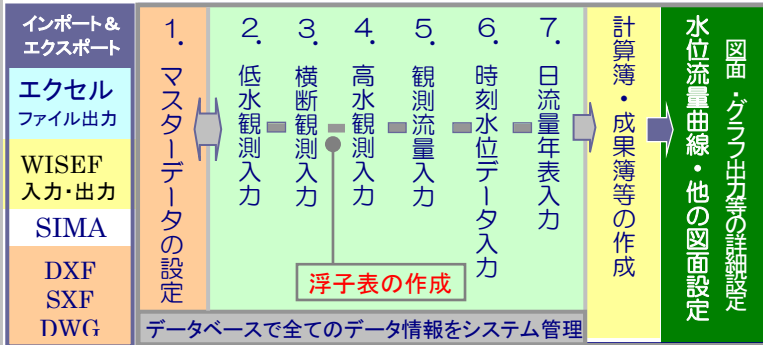 インポート&
エクスポート
エクセル
ファイル出力
WISEF
入力・出力
SIMA
DXF
SXF
DWG
1.マスターデータの設定
2.低水観測入力
3.横断観測入力
4.高水観測入力
5.観測流量入力
6.時刻水位データ入力
7.日流量年表入力
浮子表の作成
データベースで全てのデータ情報をシステム管理
計算簿・成果簿等の作成
図面・グラフ出力等の詳細設定
水位流量曲線・他の図面設定